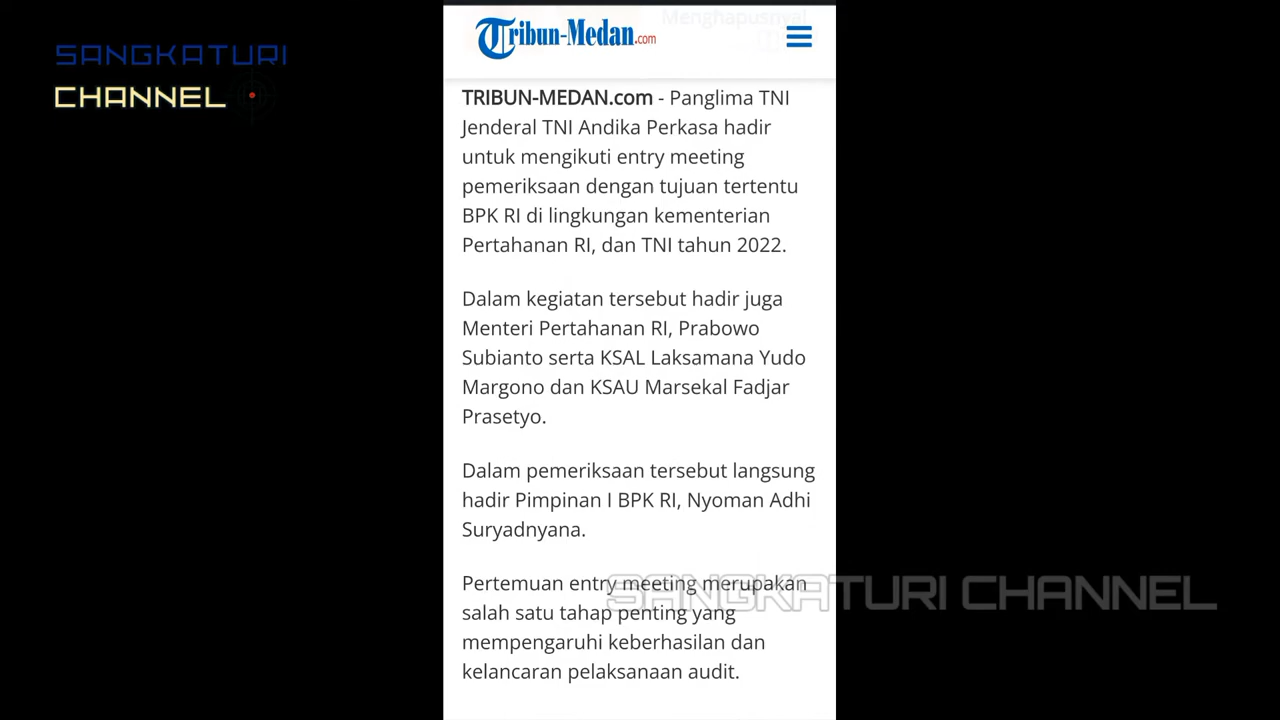 SANGKATURI
CHANNEL
Menghapusnya!
Tribun-Medan.com
TRIBUN-MEDAN.com - Panglima TNI
Jenderal TNI Andika Perkasa hadir
untuk mengikuti entry meeting
pemeriksaan dengan tujuan tertentu
BPK RI di lingkungan kementerian
Pertahanan RI, dan TNI tahun 2022.
Dalam kegiatan tersebut hadir juga
Menteri Pertahanan RI, Prabowo
Subianto serta KSAL Laksamana Yudo
Margono dan KSAU Marsekal Fadjar
Prasetyo.
Dalam pemeriksaan tersebut langsung
hadir Pimpinan I BPK RI, Nyoman Adhi
Suryadnyana.
Pertemuan entry meeting merupakan
salah satu tahap penting yang
mempengaruhi keberhasilan dan
kelancaran pelaksanaan audit.
SANGKATURI CHANNEL